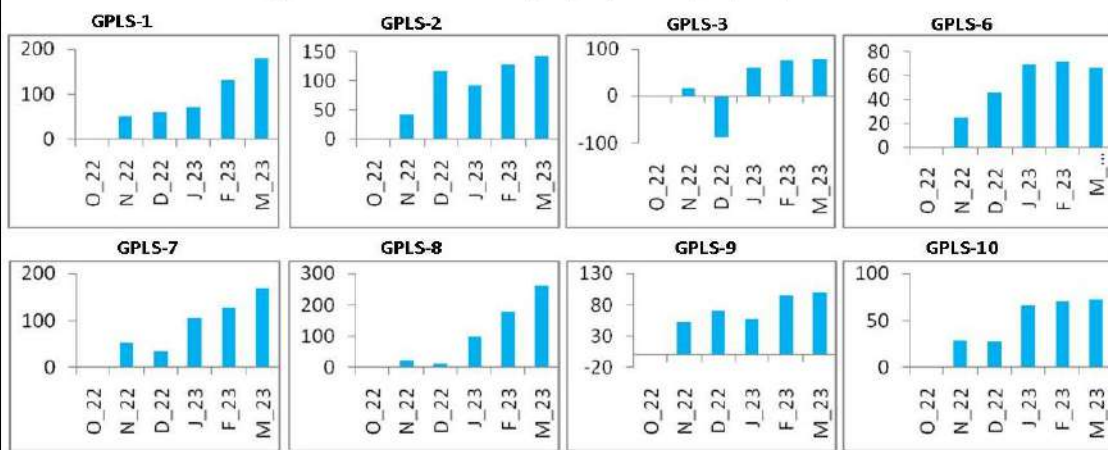 GPLS-1
200
100
0
O_22
N_22
D_22
J_23
F_23
M_23
GPLS-2
150
100
50
0
O_22
N_22
D_22
J_23
F_23
M_23
GPLS-3
100
0
-100
O_22
N_22
D_22
J_23
F_23
M_23
GPLS-6
80
60
40
20
0
O_22
N_22
D_22
J_23
F_23
M_...
GPLS-7
200
100
0
O_22
N_22
D_22
J_23
F_23
M_23
GPLS-8
300
200
100
0
O_22
N_22
D_22
J_23
F_23
M_23
GPLS-9
130
80
30
-20
O_22
N_22
D_22
J_23
F_23
M_23
GPLS-10
100
50
0
O_22
N_22
D_22
J_23
F_23
M_23